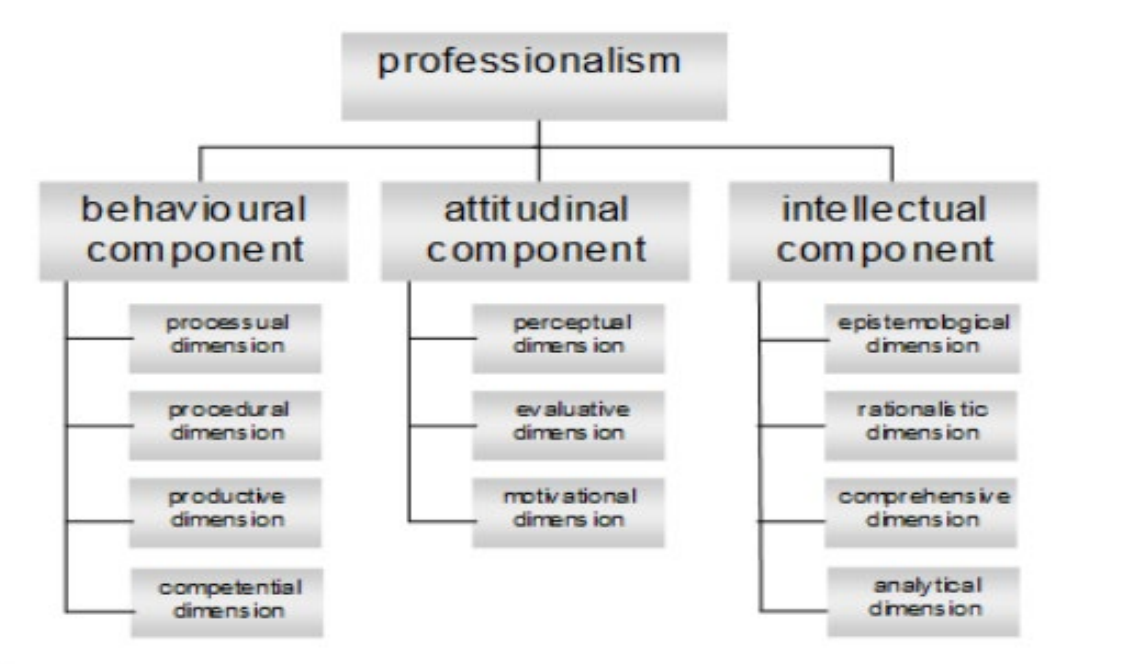 professionalism
behavioural
component
attitudinal
component
intellectual
component
processual
dimension
procedural
dimension
productive
dimension
competential
dimension
perceptual
dimension
evaluative
dimension
motivational
dimension
epistemological
dimension
rationalistic
dimension
comprehensive
dimension
analytical
dimension